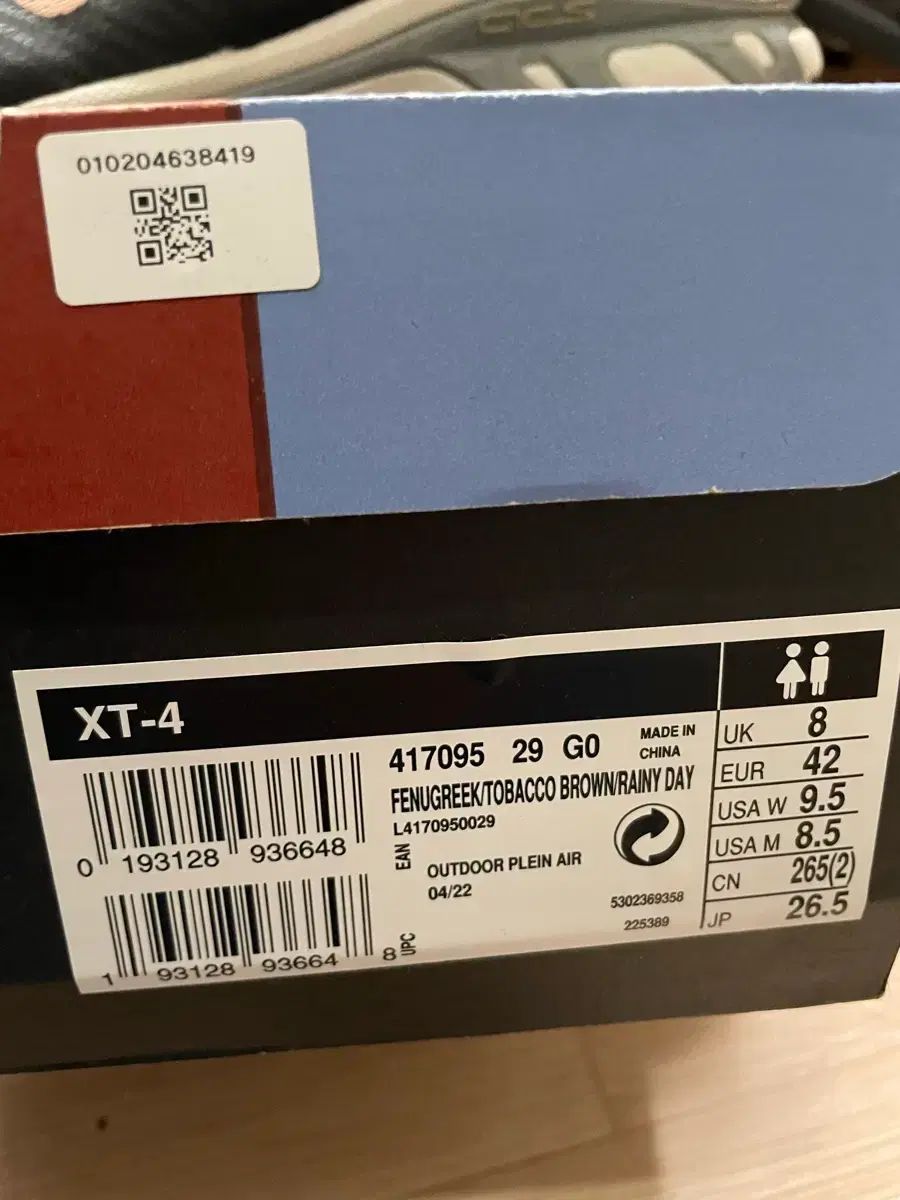 010204638419
XT-4
417095 29 G0
MADE IN
CHINA
FENUGREEK/TOBACCO BROWN/RAINY DAY
L4170950029
OUTDOOR PLEIN AIR
04/22
5302369358
225389
0 193128 936648
EAN
1 93128 93664 8
UPC
UK 8
EUR 42
USA W 9.5
USA M 8.5
CN 265(2)
JP 26.5